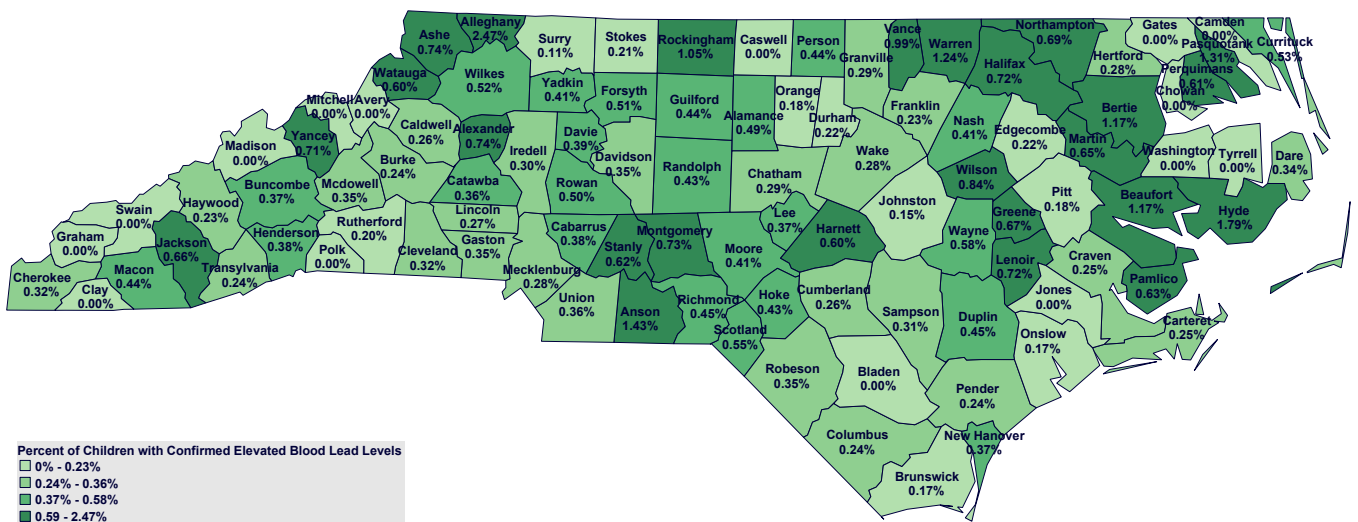 Ashe
0.74%
Alleghany
2.47%
Surry
0.11%
Stokes
0.21%
Rockingham
1.05%
Caswell
0.00%
Person
0.44%
Granville
0.29%
Vance
0.99%
Warren
1.24%
Halifax
0.72%
Northampton
0.69%
Hertford
0.28%
Gates
0.00%
Camden
0.00%
Pasquotank
1.31%
Currituck
0.53%
Perquimans
0.61%
Chowan
0.00%
Watauga
0.60%
Wilkes
0.52%
Yadkin
0.41%
Forsyth
0.51%
Guilford
0.44%
Alamance
0.49%
Orange
0.18%
Durham
0.22%
Franklin
0.23%
Nash
0.41%
Edgecombe
0.22%
Bertie
1.17%
Martin
0.65%
Washington
0.00%
Tyrrell
0.00%
Dare
0.34%
Mitchell
0.00%
Avery
0.00%
Caldwell
0.26%
Alexander
0.74%
Iredell
0.30%
Davie
0.39%
Davidson
0.35%
Randolph
0.43%
Chatham
0.29%
Wake
0.28%
Wilson
0.84%
Pitt
0.18%
Beaufort
1.17%
Hyde
1.79%
Madison
0.00%
Yancey
0.71%
Burke
0.24%
Catawba
0.36%
Rowan
0.50%
Johnston
0.15%
Greene
0.67%
Wayne
0.58%
Lenoir
0.72%
Craven
0.25%
Pamlico
0.63%
Swain
0.00%
Haywood
0.23%
Buncombe
0.37%
Mcdowell
0.35%
Rutherford
0.20%
Lincoln
0.27%
Gaston
0.35%
Cleveland
0.32%
Cabarrus
0.38%
Stanly
0.62%
Montgomery
0.73%
Moore
0.41%
Lee
0.37%
Harnett
0.60%
Graham
0.00%
Cherokee
0.32%
Clay
0.00%
Macon
0.44%
Jackson
0.66%
Transylvania
0.24%
Henderson
0.38%
Polk
0.00%
Mecklenburg
0.28%
Union
0.36%
Anson
1.43%
Richmond
0.45%
Scotland
0.55%
Hoke
0.43%
Cumberland
0.26%
Sampson
0.31%
Duplin
0.45%
Jones
0.00%
Onslow
0.17%
Carteret
0.25%
Robeson
0.35%
Bladen
0.00%
Pender
0.24%
Columbus
0.24%
New Hanover
0.37%
Brunswick
0.17%
Percent of Children with Confirmed Elevated Blood Lead Levels
0% - 0.23%
0.24% - 0.36%
0.37% - 0.58%
0.59 - 2.47%